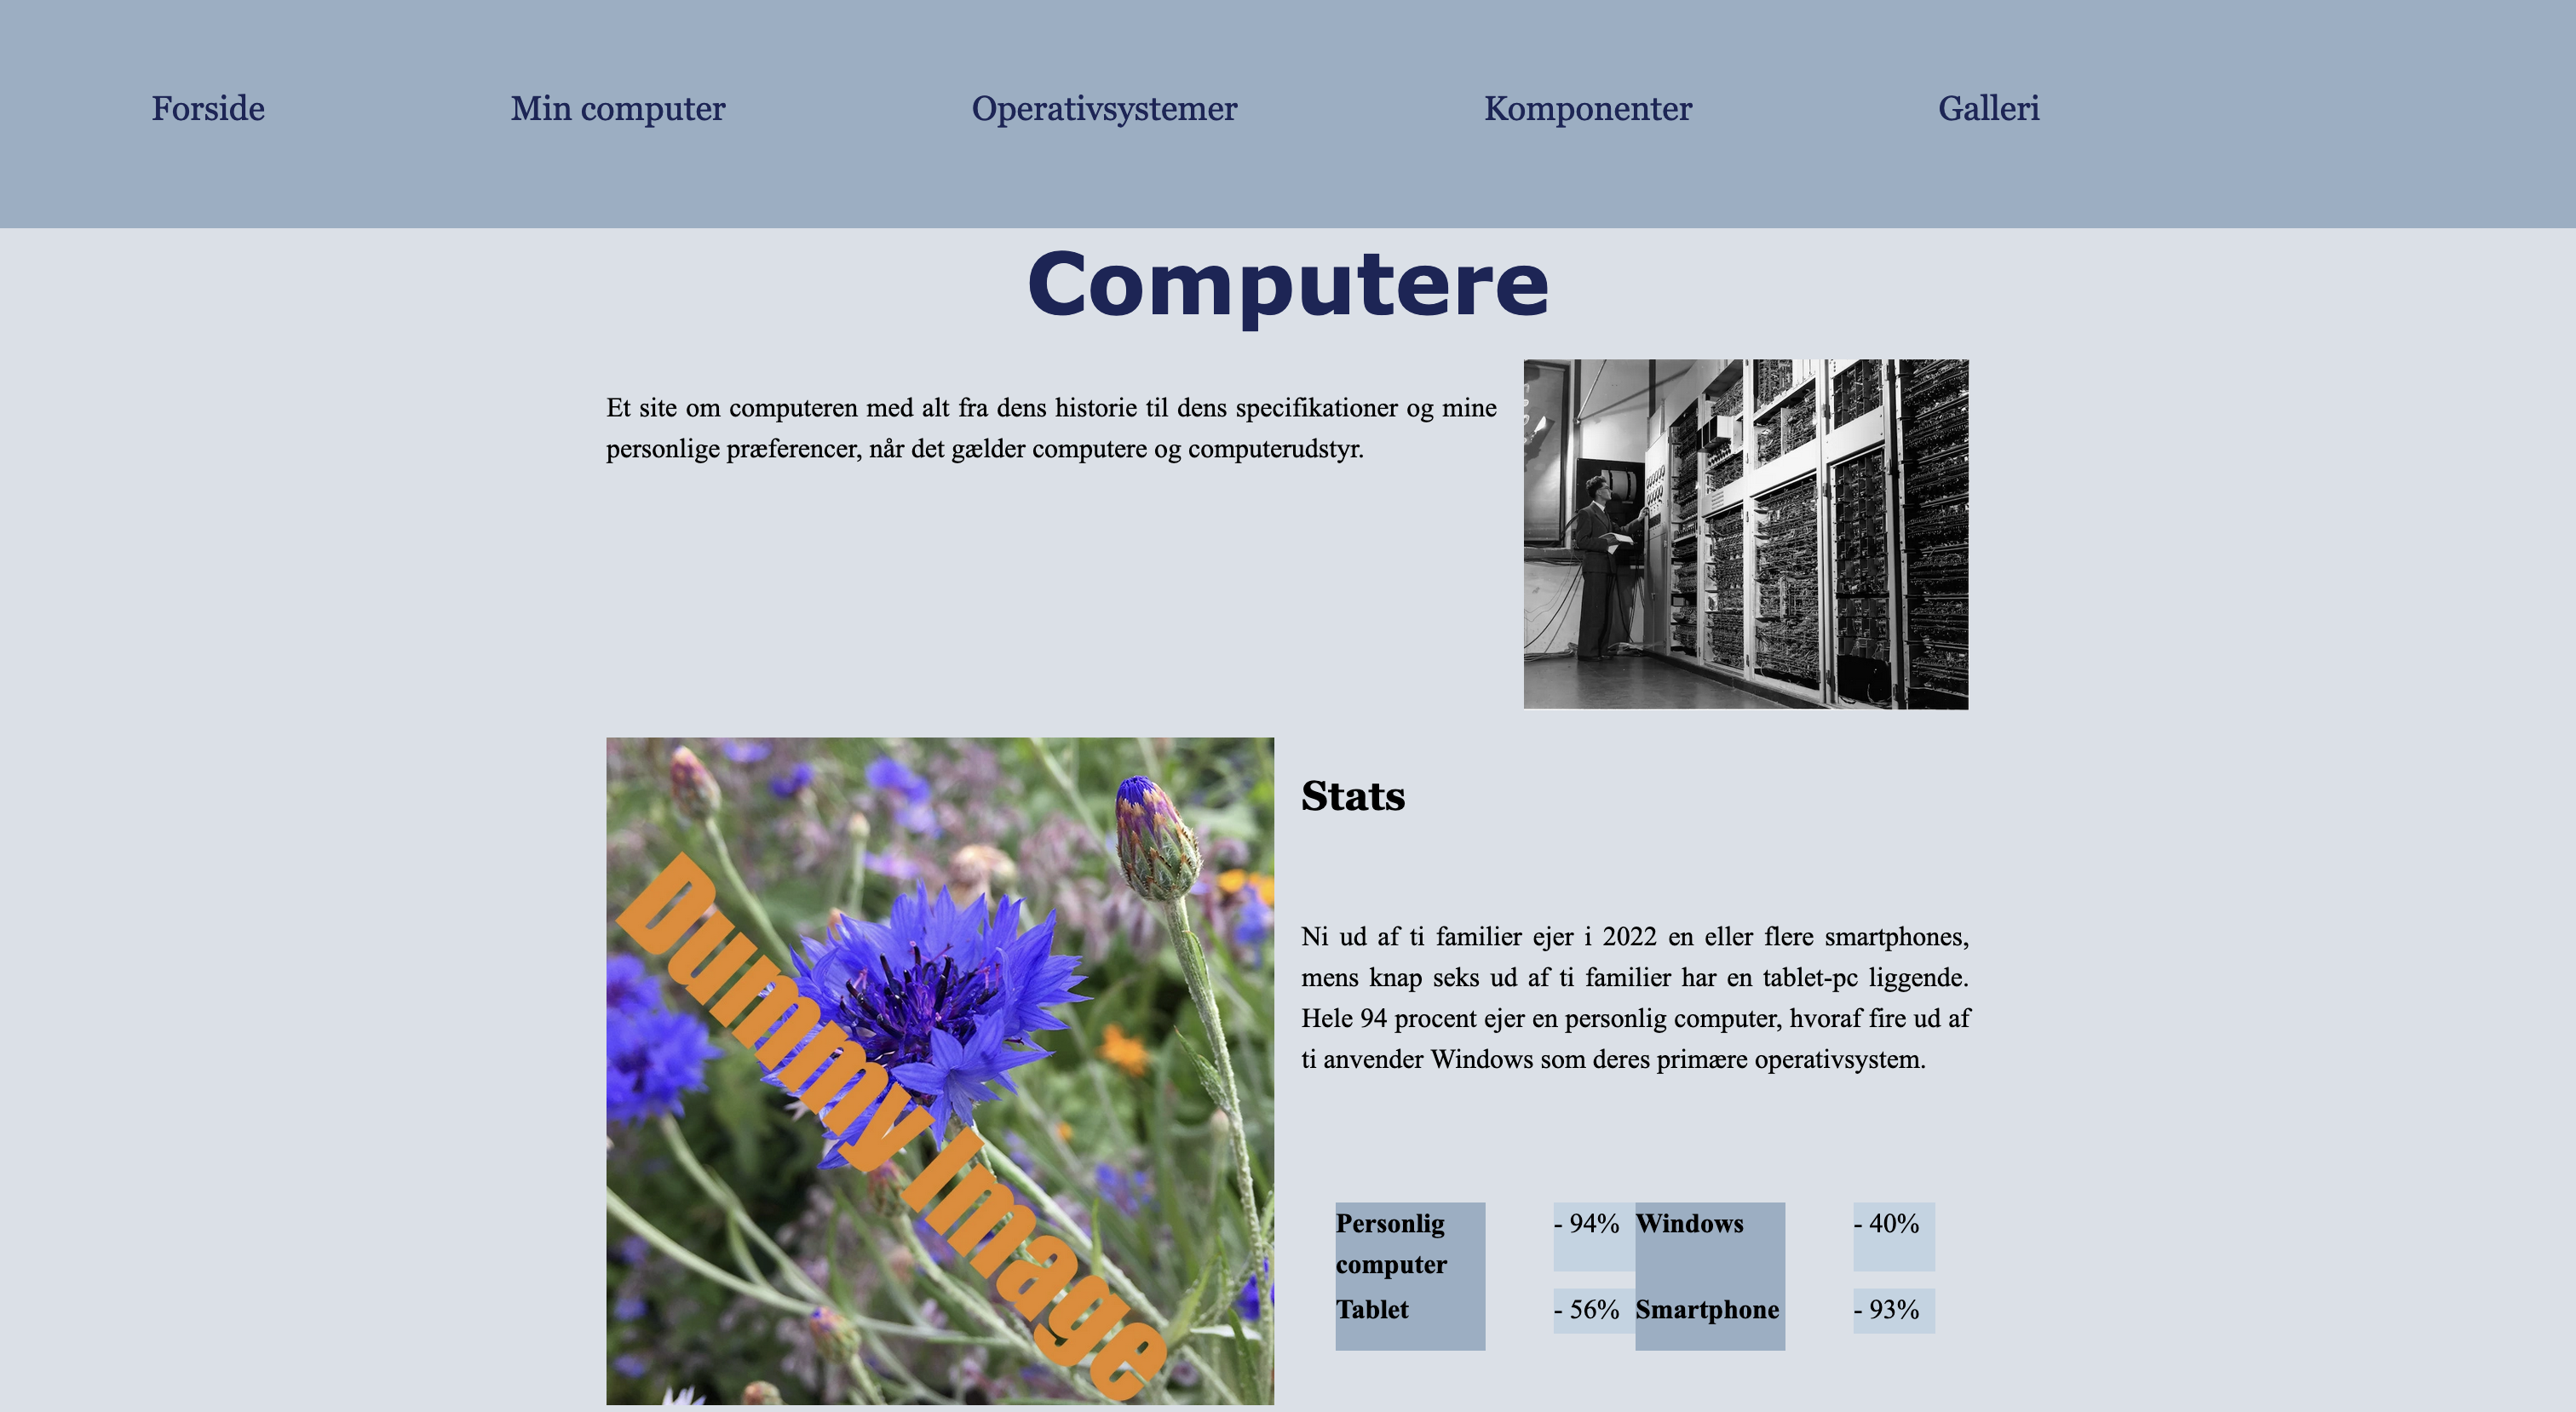 Forside Min computer Operativsystemer Komponenter Galleri
Computere
Et site om computeren med alt fra dens historie til dens specifikationer og mine
personlige præferencer, når det gælder computere og computerudstyr.
Dummy Image
Stats
Ni ud af ti familier ejer i 2022 en eller flere smartphones,
mens knap seks ud af ti familier har en tablet-pc liggende.
Hele 94 procent ejer en personlig computer, hvoraf fire ud af
ti anvender Windows som deres primære operativsystem.
Personlig - 94% Windows - 40%
computer
Tablet - 56% Smartphone - 93%